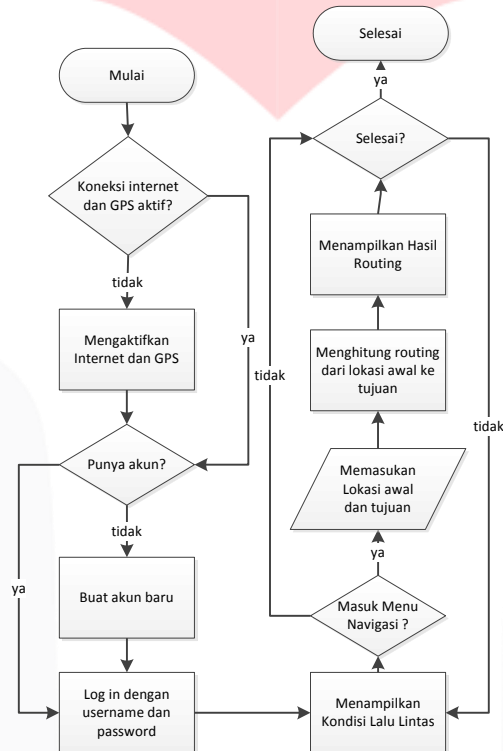 Mulai
Koneksi internet
dan GPS aktif?
tidak
ya
Mengaktifkan
Internet dan GPS
Punya akun?
tidak
ya
Buat akun baru
Log in dengan
username dan
password
Menampilkan
Kondisi Lalu Lintas
Masuk Menu
Navigasi ?
tidak
ya
Memasukan
Lokasi awal
dan tujuan
Menghitung routing
dari lokasi awal ke
tujuan
Menampilkan Hasil
Routing
Selesai?
tidak
ya
Selesai